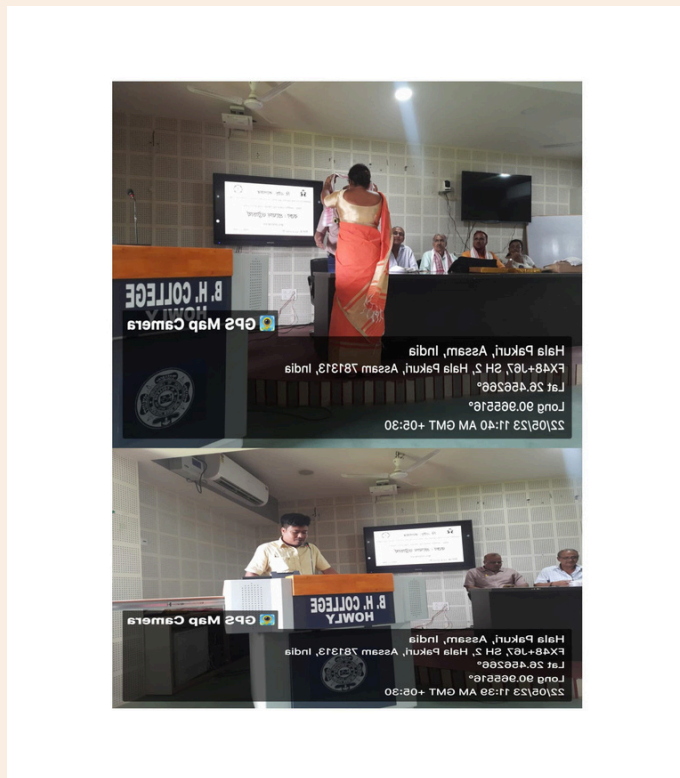 B. H. COLLEGE
HOWLY
GPS Map Camera
Hala Pakuri, Assam, India
FX48+J67, SH 2, Hala Pakuri, Assam 781313, India
Lat 26.456266°
Long 90.965516°
22/05/23 11:40 AM GMT +05:30
B. H. COLLEGE
HOWLY
GPS Map Camera
Hala Pakuri, Assam, India
FX48+J67, SH 2, Hala Pakuri, Assam 781313, India
Lat 26.456266°
Long 90.965516°
22/05/23 11:39 AM GMT +05:30